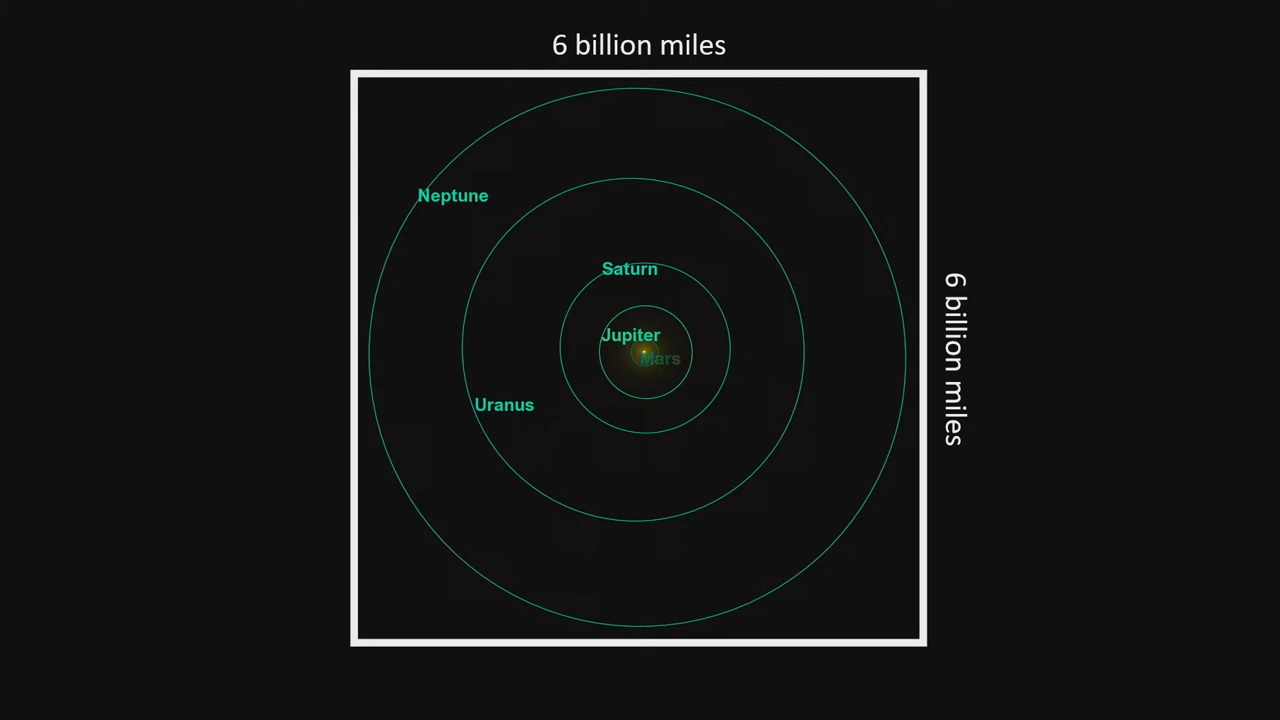 6 billion miles
Neptune
Saturn
6 billion miles
Jupiter
Mars
Uranus